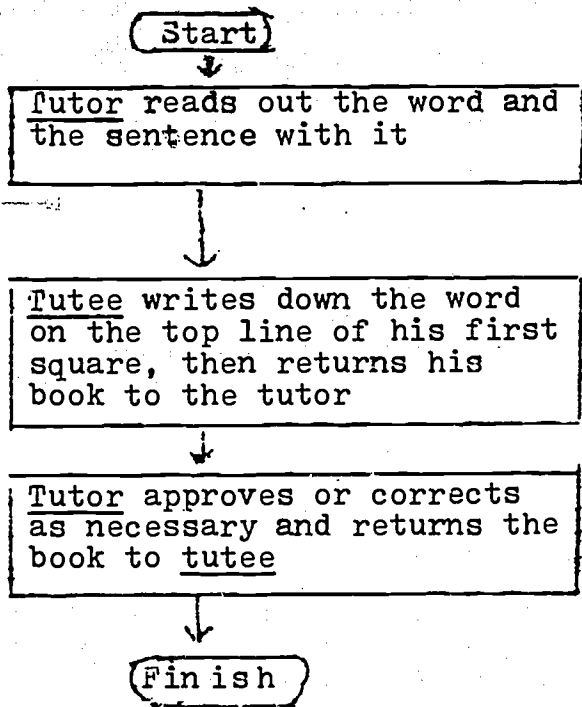 Start
Tutor reads out the word and
the sentence with it
Tutee writes down the word
on the top line of his first
square, then returns his
book to the tutor
Tutor approves or corrects
as necessary and returns the
book to tutee
Finish